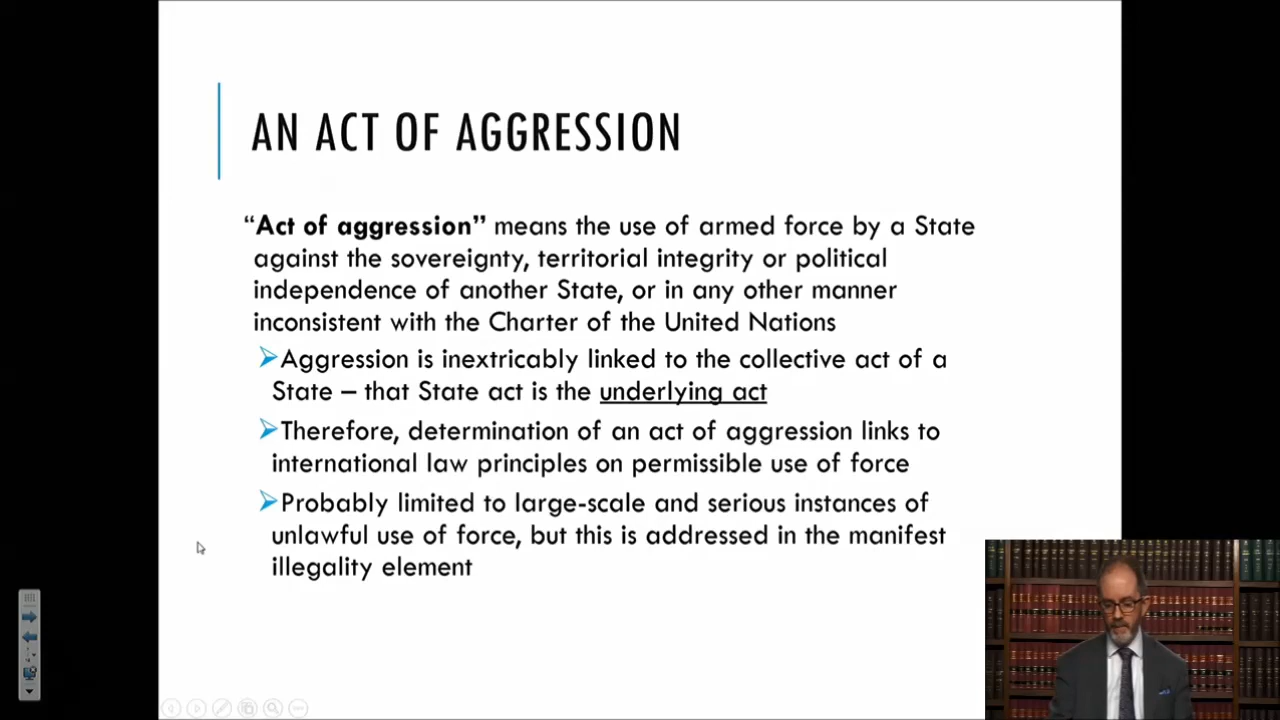 AN ACT OF AGGRESSION
“Act of aggression” means the use of armed force by a State
against the sovereignty, territorial integrity or political
independence of another State, or in any other manner
inconsistent with the Charter of the United Nations
Aggression is inextricably linked to the collective act of a
State – that State act is the underlying act
Therefore, determination of an act of aggression links to
international law principles on permissible use of force
Probably limited to large-scale and serious instances of
unlawful use of force, but this is addressed in the manifest
illegality element